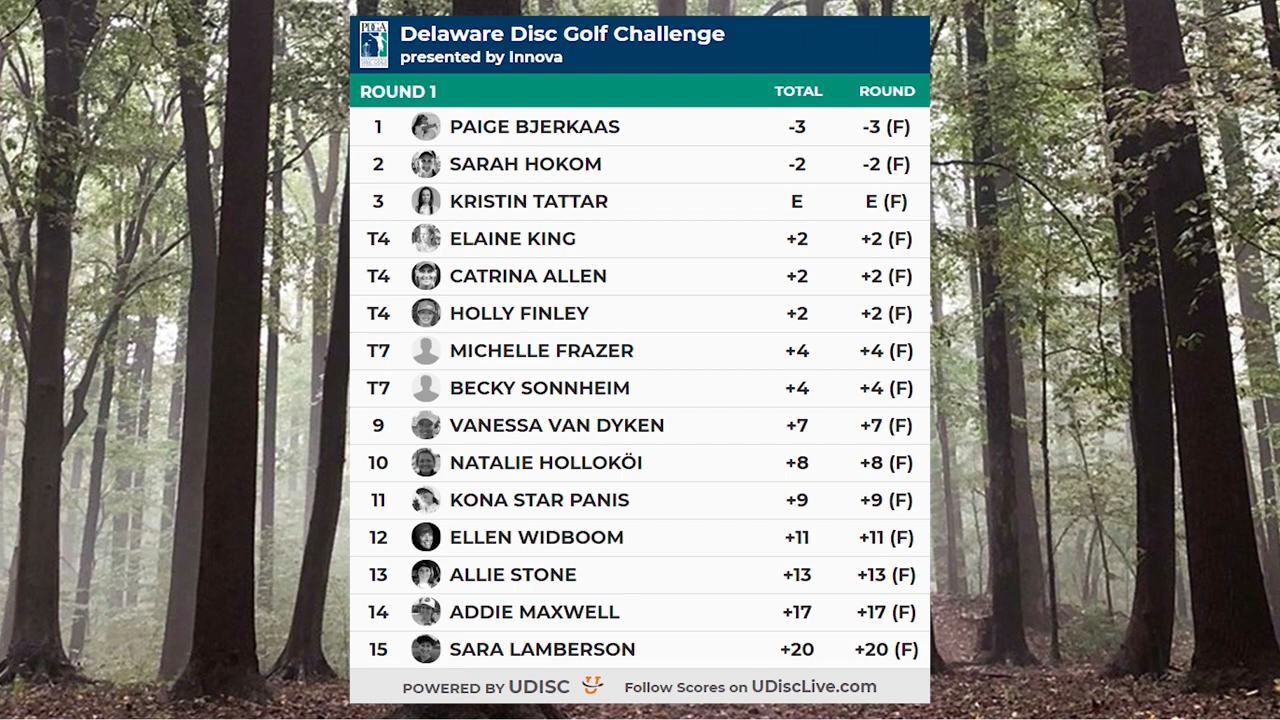 PDGA
Delaware Disc Golf Challenge
presented by Innova
ROUND 1 TOTAL ROUND
1 PAIGE BJERKAAS -3 -3 (F)
2 SARAH HOKOM -2 -2 (F)
3 KRISTIN TATTAR E E (F)
T4 ELAINE KING +2 +2 (F)
T4 CATRINA ALLEN +2 +2 (F)
T4 HOLLY FINLEY +2 +2 (F)
T7 MICHELLE FRAZER +4 +4 (F)
T7 BECKY SONNHEIM +4 +4 (F)
9 VANESSA VAN DYKEN +7 +7 (F)
10 NATALIE HOLLOKÖI +8 +8 (F)
11 KONA STAR PANIS +9 +9 (F)
12 ELLEN WIDBOOM +11 +11 (F)
13 ALLIE STONE +13 +13 (F)
14 ADDIE MAXWELL +17 +17 (F)
15 SARA LAMBERSON +20 +20 (F)
POWERED BY UDISC Follow Scores on UDiscLive.com